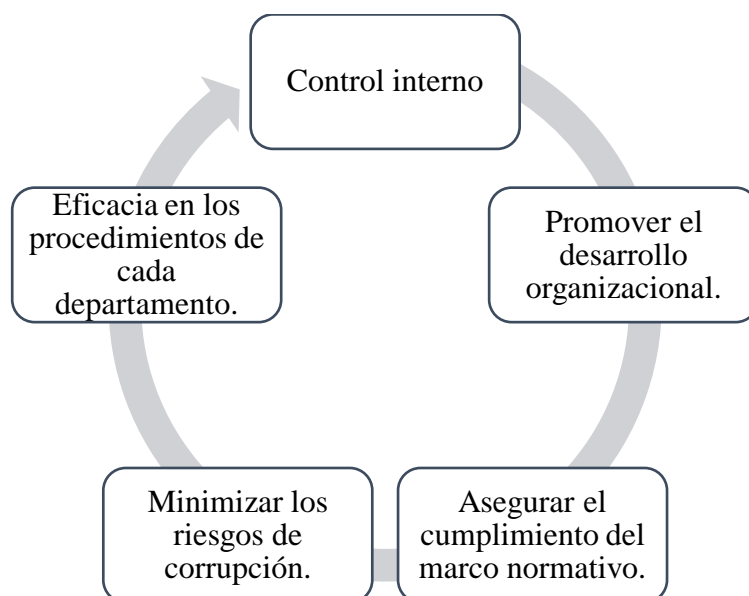 Control interno
Promover el
desarrollo
organizacional.
Asegurar el
cumplimiento del
marco normativo.
Minimizar los
riesgos de
corrupción.
Eficacia en los
procedimientos de
cada
departamento.